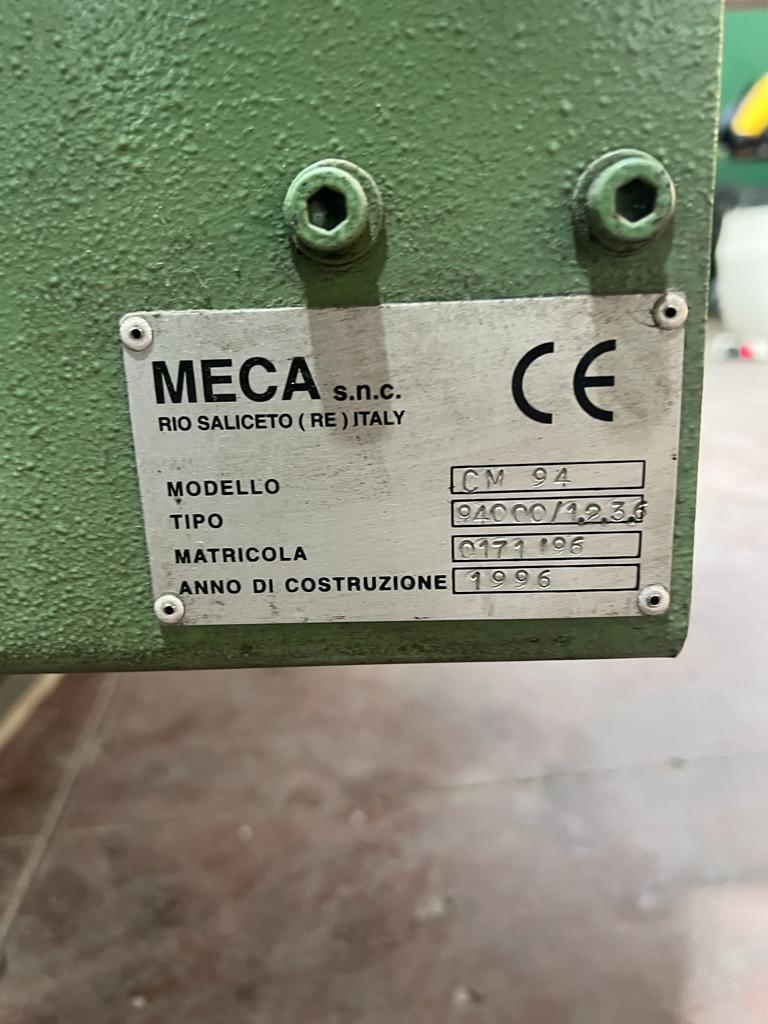 MECA s.n.c.
RIO SALICETO ( RE ) ITALY
CE
MODELLO CM 94
TIPO 94000/1.2.3.6
MATRICOLA 0171 196
ANNO DI COSTRUZIONE 1996